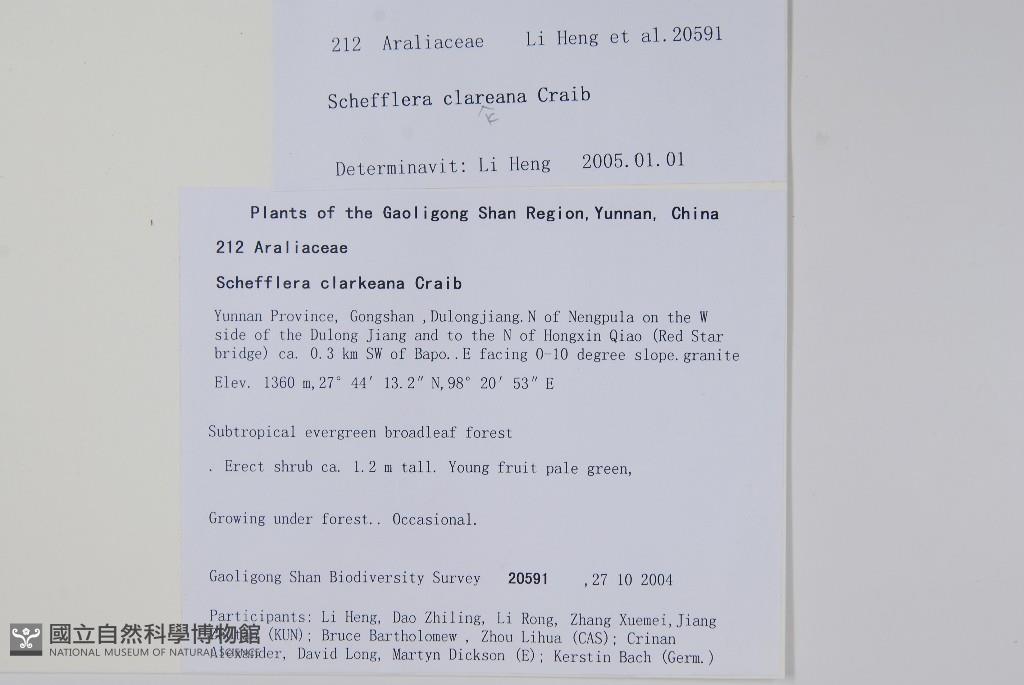 212 Araliaceae Li Heng et al.20591
Schefflera clareana Craib
k
Determinavit: Li Heng 2005.01.01
Plants of the Gaoligong Shan Region,Yunnan, China
212 Araliaceae
Schefflera clarkeana Craib
Yunnan Province, Gongshan ,Dulongjiang.N of Nengpula on the W
side of the Dulong Jiang and to the N of Hongxin Qiao (Red Star
bridge) ca. 0.3 km SW of Bapo..E facing 0-10 degree slope.granite
Elev. 1360 m,27° 44′ 13.2″ N,98° 20′ 53″ E
Subtropical evergreen broadleaf forest
. Erect shrub ca. 1.2 m tall. Young fruit pale green,
Growing under forest.. Occasional.
Gaoligong Shan Biodiversity Survey 20591 ,27 10 2004
Participants: Li Heng, Dao Zhiling, Li Rong, Zhang Xuemei,Jiang
(KUN); Bruce Bartholomew , Zhou Lihua (CAS); Crinan
Alexander, David Long, Martyn Dickson (E); Kerstin Bach (Germ.)
國立自然科學博物館
NATIONAL MUSEUM OF NATURAL SCIENCE